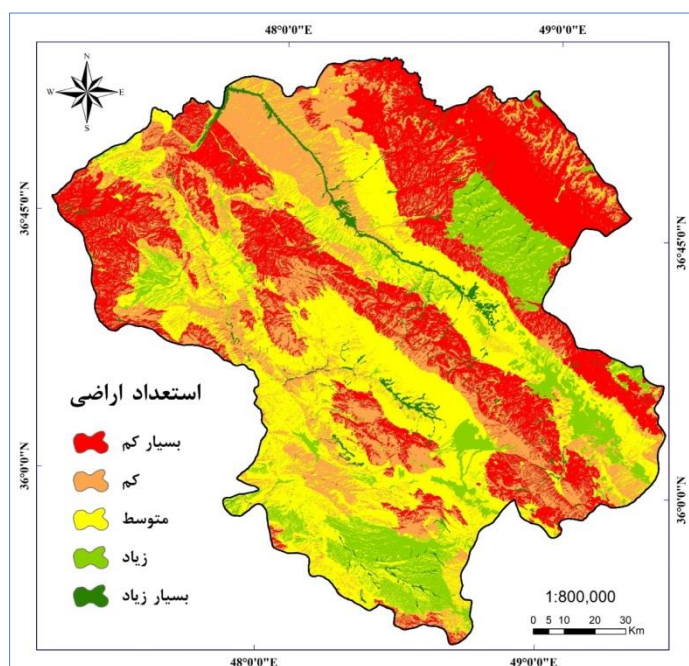 48°0'0"E
49°0'0"E
N
W
E
S
36°45'0"N
36°45'0"N
استعداد اراضی
بسیار کم
کم
متوسط
زیاد
بسیار زیاد
36°0'0"N
36°0'0"N
1:800,000
0 5 10 20 30
Km
48°0'0"E
49°0'0"E